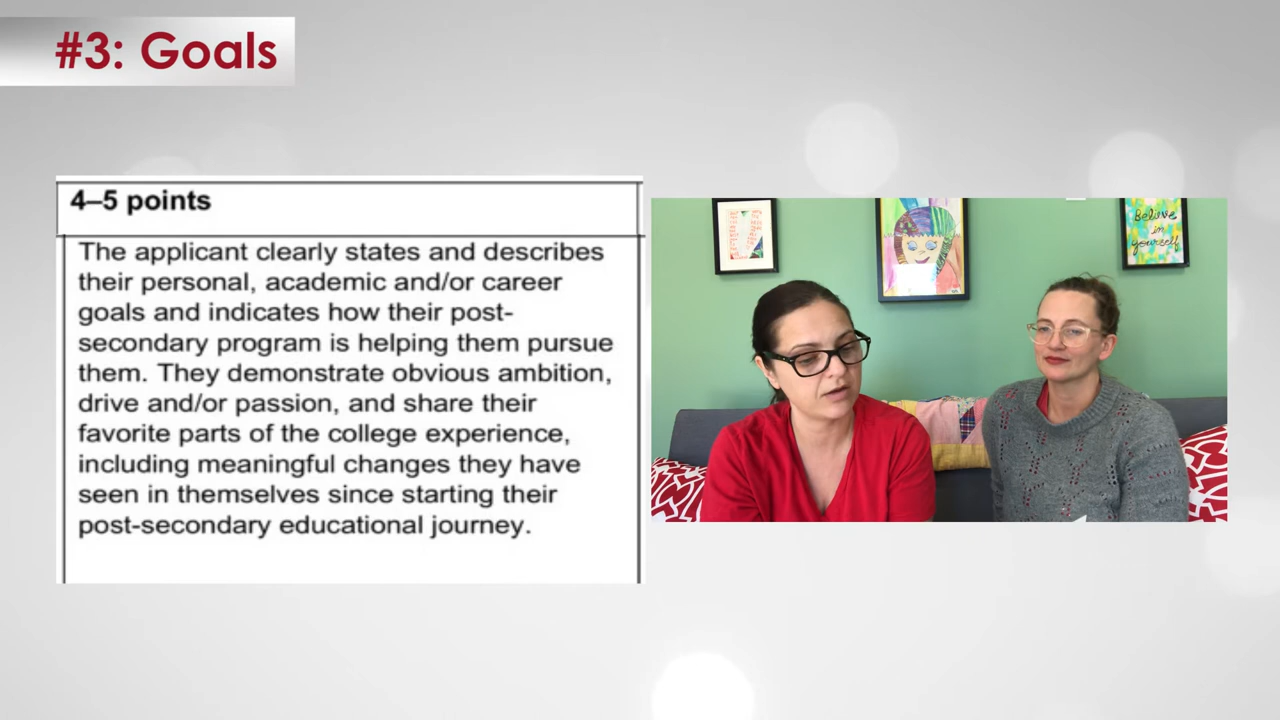 #3: Goals
4–5 points
The applicant clearly states and describes
their personal, academic and/or career
goals and indicates how their post-
secondary program is helping them pursue
them. They demonstrate obvious ambition,
drive and/or passion, and share their
favorite parts of the college experience,
including meaningful changes they have
seen in themselves since starting their
post-secondary educational journey.
Believe
in
yourself